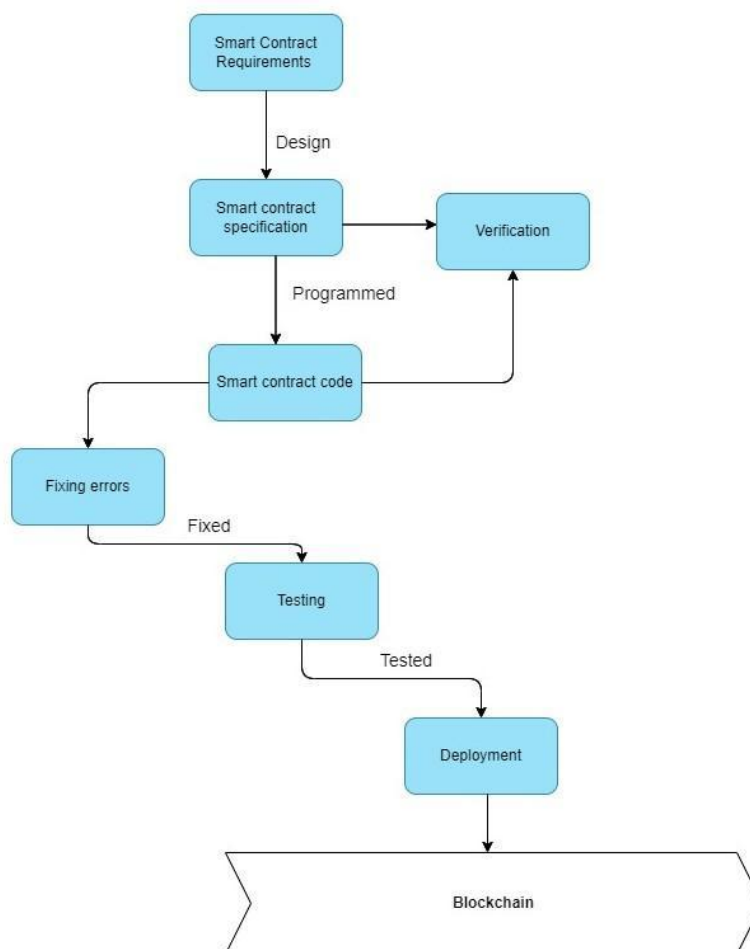 Smart Contract
Requirements
Design
Smart contract
specification
Verification
Programmed
Smart contract code
Fixing errors
Fixed
Testing
Tested
Deployment
Blockchain